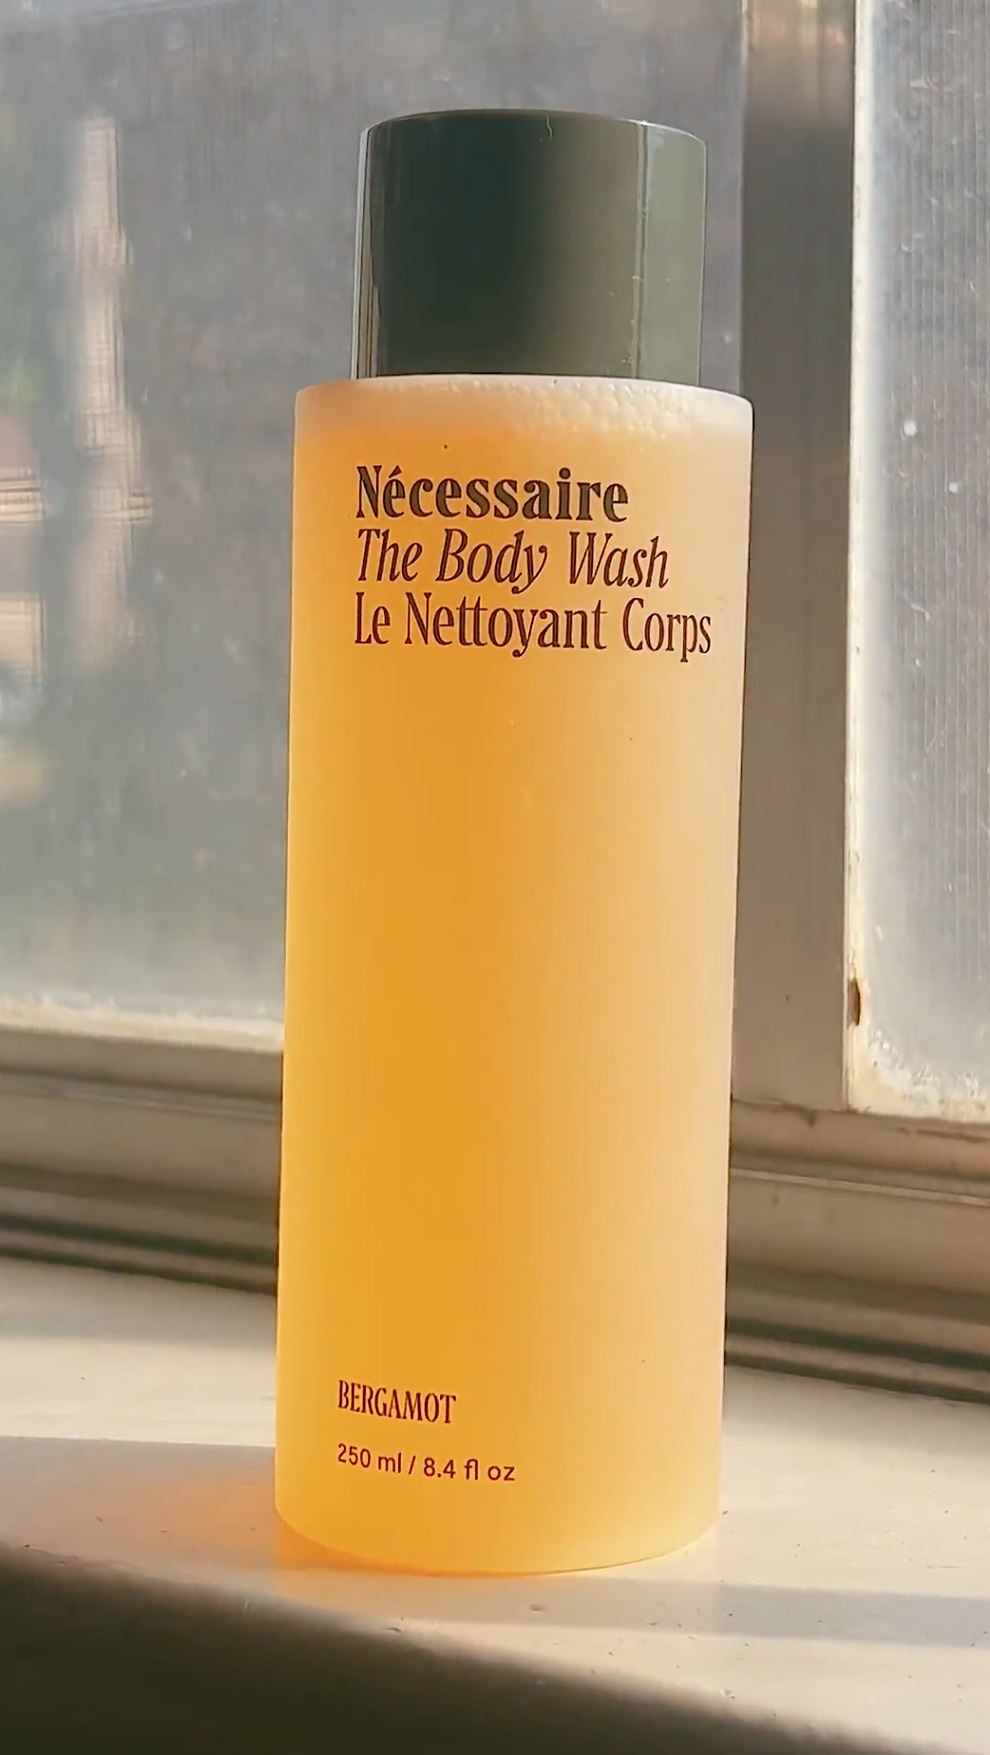 Nécessaire
The Body Wash
Le Nettoyant Corps
BERGAMOT
250 ml / 8.4 fl oz